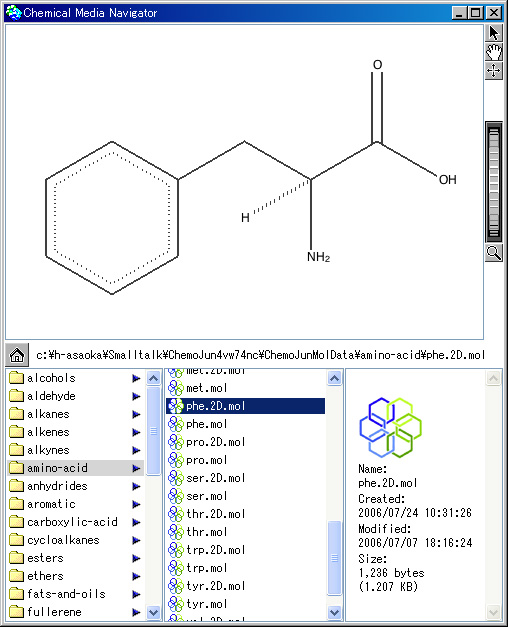 Chemical Media Navigator
O
OH
H
NH₂
c:¥h-asaoka¥Smalltalk¥ChemoJun4vw74nc¥ChemoJunMolData¥amino-acid¥phe.2D.mol
alcohols
aldehyde
alkanes
alkenes
alkynes
amino-acid
anhydrides
aromatic
carboxylic-acid
cycloalkanes
esters
ethers
fats-and-oils
fullerene
met.2D.mol
met.mol
phe.2D.mol
phe.mol
pro.2D.mol
pro.mol
ser.2D.mol
ser.mol
thr.2D.mol
thr.mol
trp.2D.mol
trp.mol
tyr.2D.mol
tyr.mol
val.2D.mol
Name:
phe.2D.mol
Created:
2006/07/24 10:31:26
Modified:
2006/07/07 18:16:24
Size:
1,236 bytes
(1.207 KB)